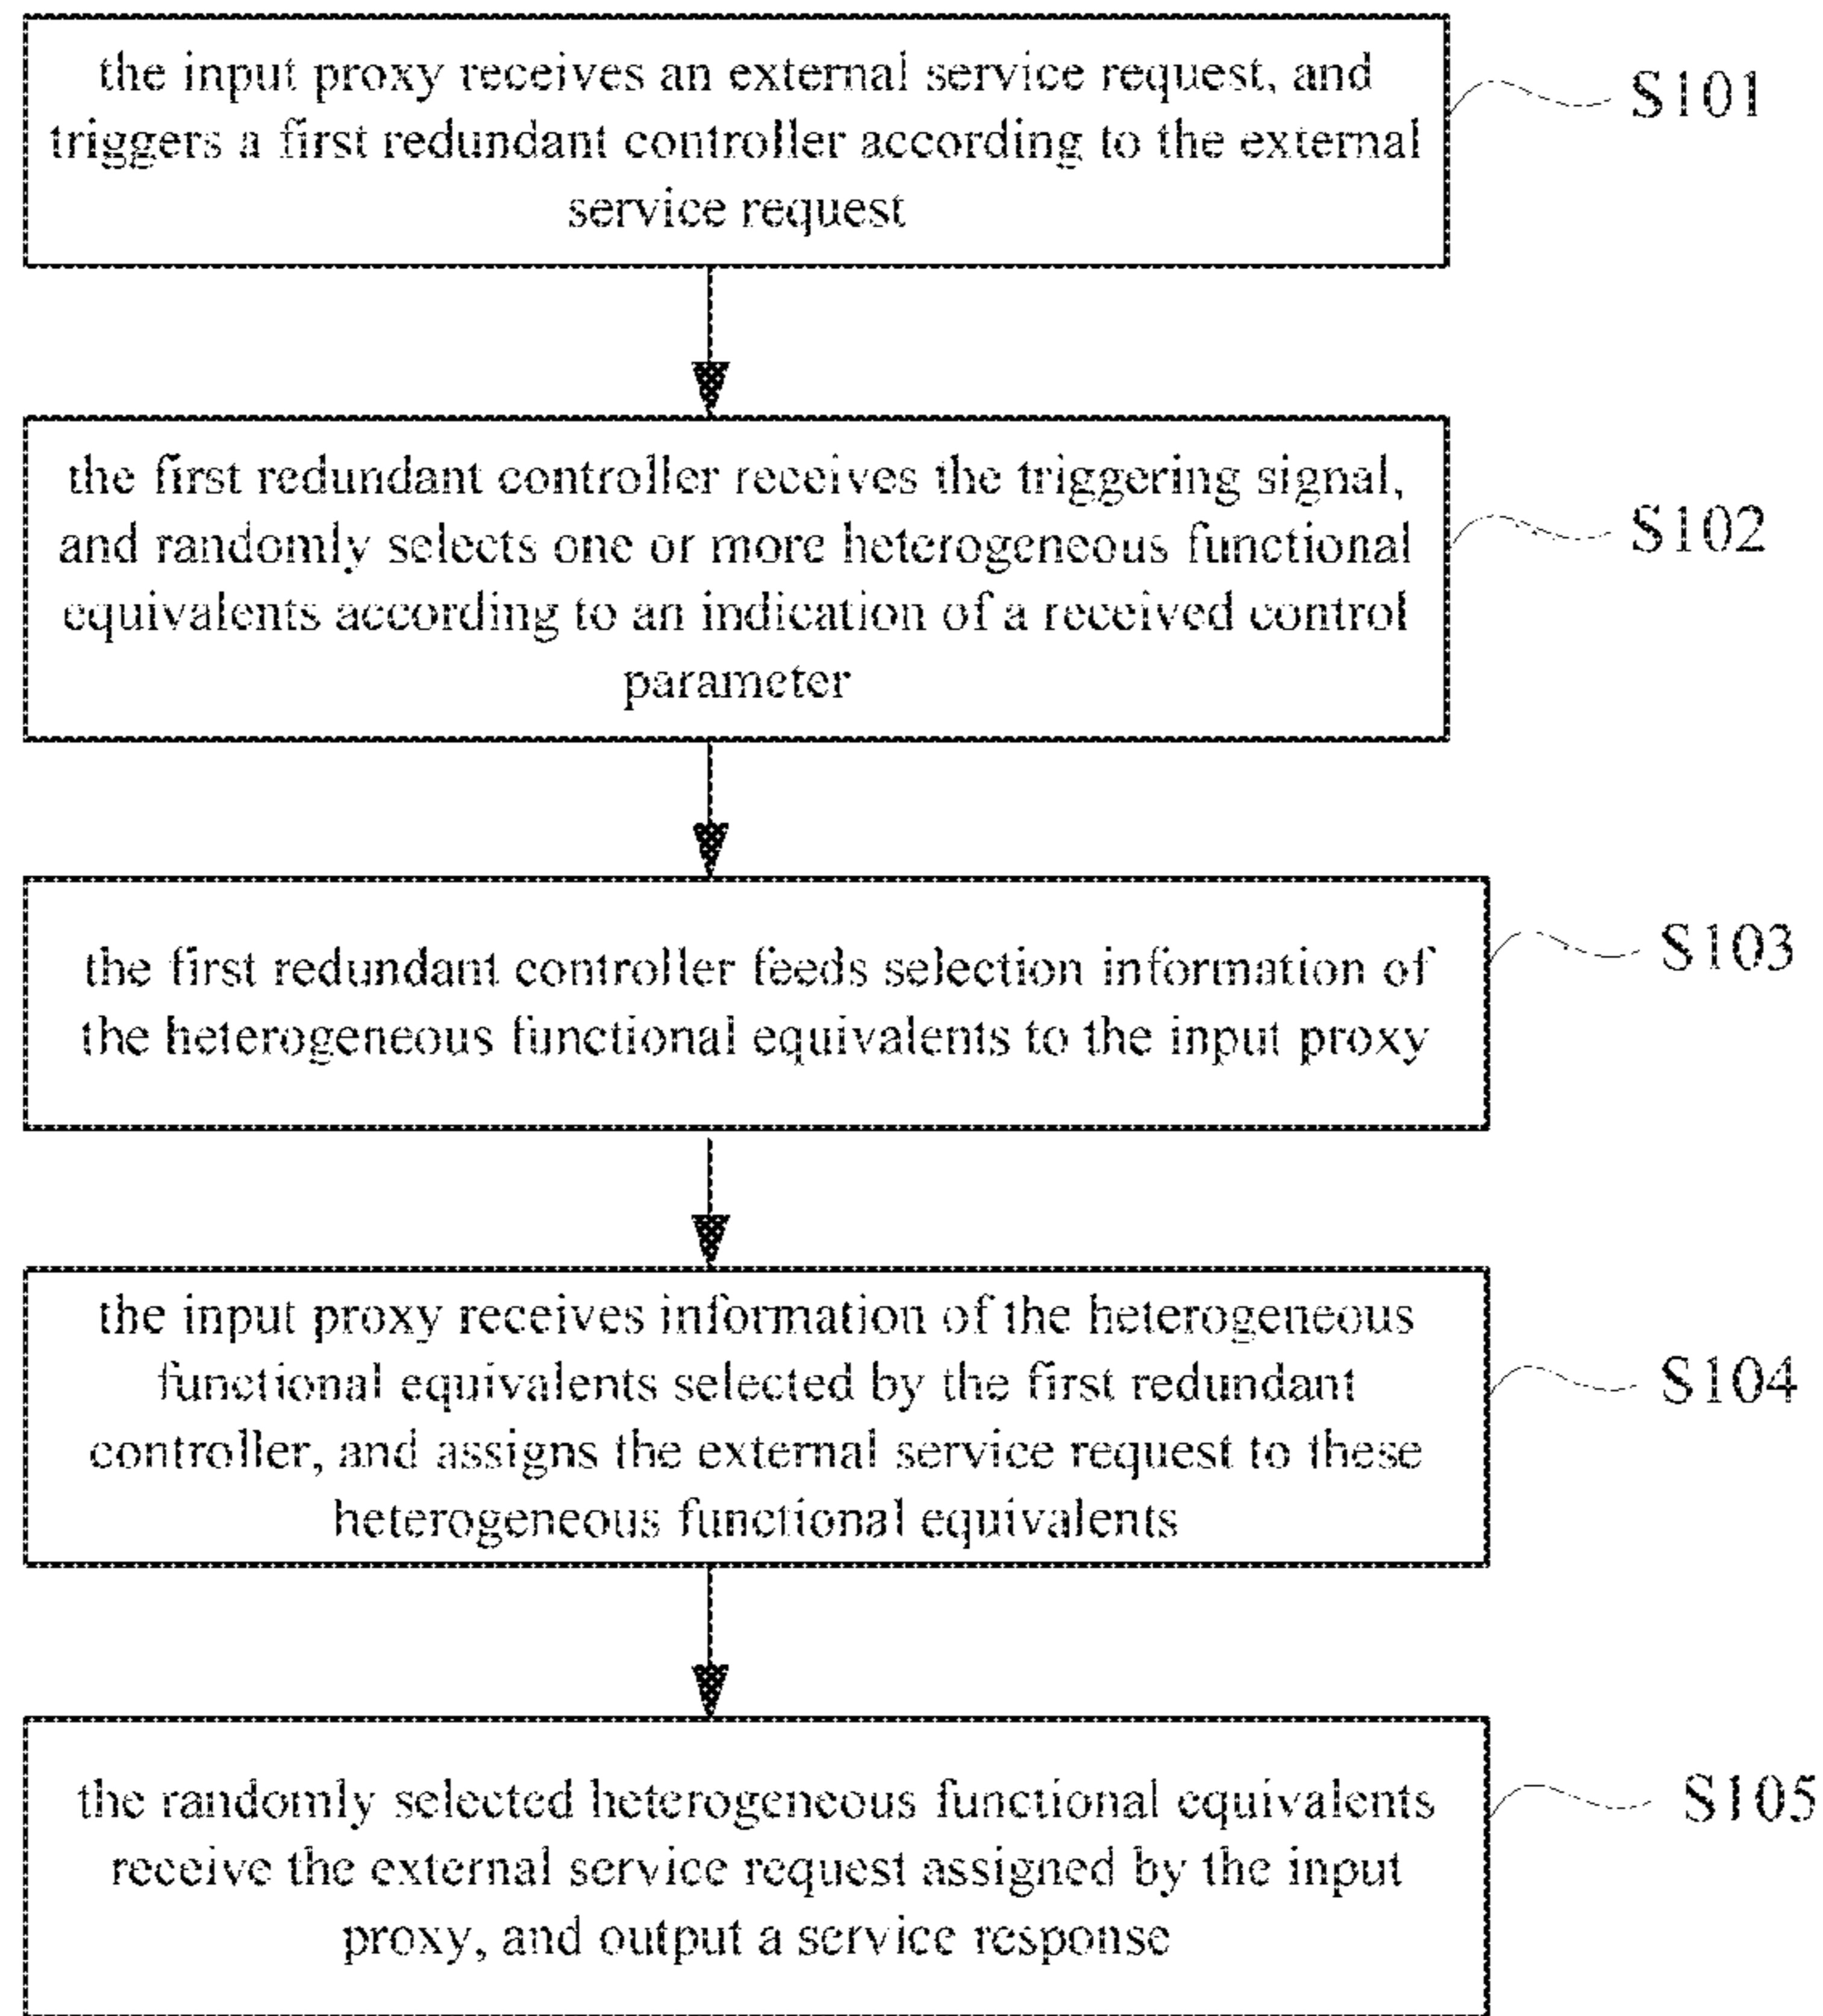 the input proxy receives an external service request, and
triggers a first redundant controller according to the external
service request
S101
the first redundant controller receives the triggering signal,
and randomly selects one or more heterogeneous functional
equivalents according to an indication of a received control
parameter
S102
the first redundant controller feeds selection information of
the heterogeneous functional equivalents to the input proxy
S103
the input proxy receives information of the heterogeneous
functional equivalents selected by the first redundant
controller, and assigns the external service request to these
heterogeneous functional equivalents
S104
the randomly selected heterogeneous functional equivalents
receive the external service request assigned by the input
proxy, and output a service response
S105